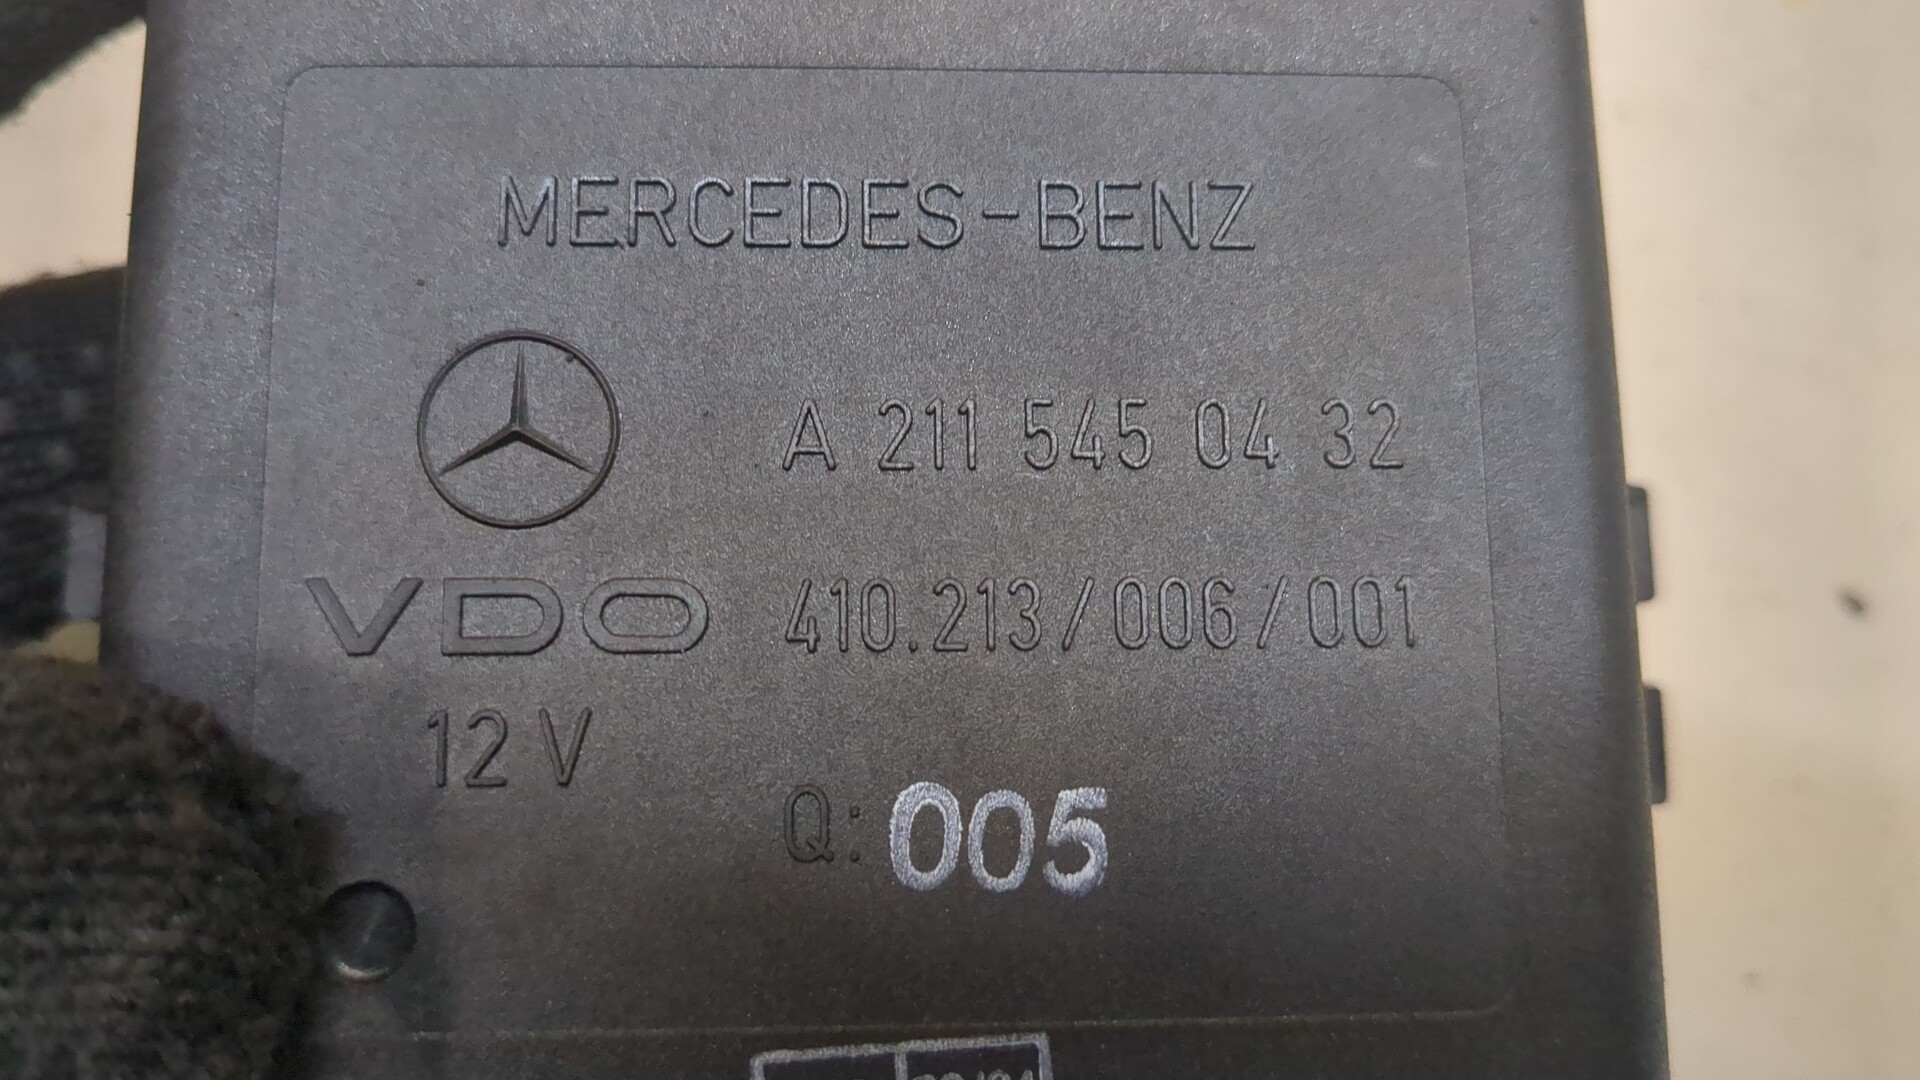 MERCEDES-BENZ
A 211 545 04 32
VDO 410.213/006/001
12 V
Q: 005